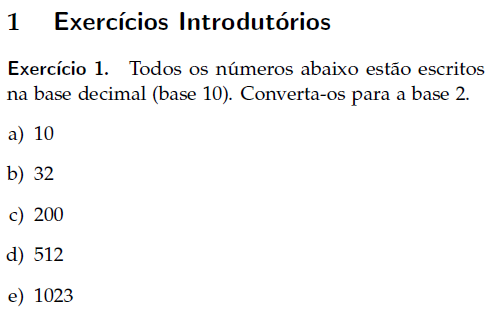 1 Exercícios Introdutórios
Exercício 1. Todos os números abaixo estão escritos
na base decimal (base 10). Converta-os para a base 2.
a) 10
b) 32
c) 200
d) 512
e) 1023